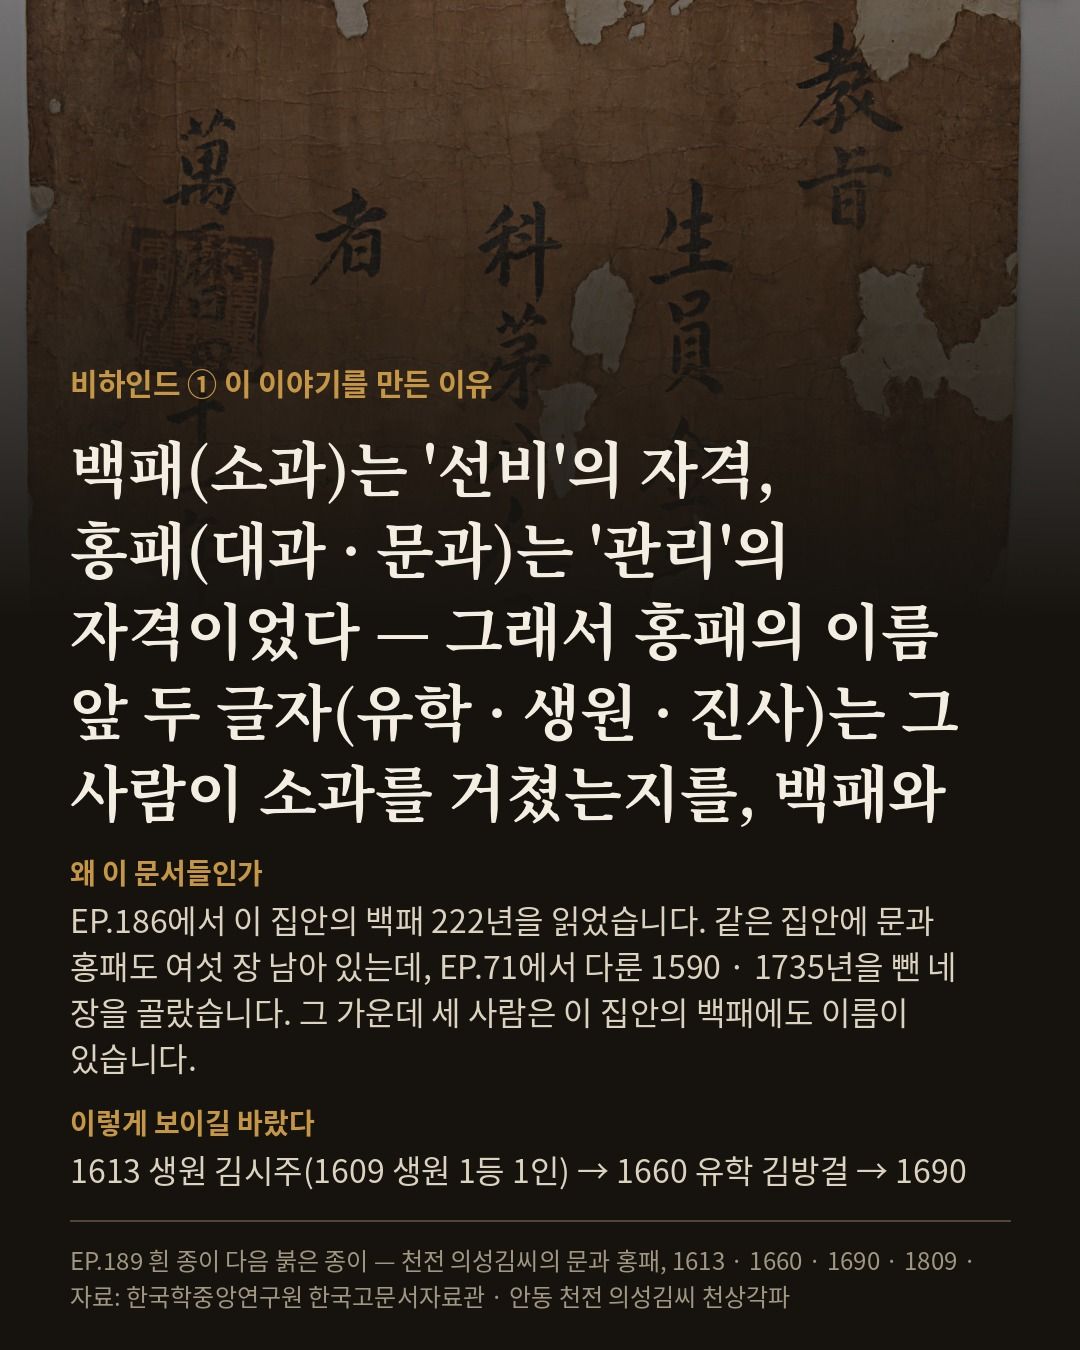 教旨
生員金
科第
者
萬
비하인드 ① 이 이야기를 만든 이유
백패(소과)는 '선비'의 자격,
홍패(대과 · 문과)는 '관리'의
자격이었다 — 그래서 홍패의 이름
앞 두 글자(유학 · 생원 · 진사)는 그
사람이 소과를 거쳤는지를, 백패와
왜 이 문서들인가
EP.186에서 이 집안의 백패 222년을 읽었습니다. 같은 집안에 문과
홍패도 여섯 장 남아 있는데, EP.71에서 다룬 1590 · 1735년을 뺀 네
장을 골랐습니다. 그 가운데 세 사람은 이 집안의 백패에도 이름이
있습니다.
이렇게 보이길 바랐다
1613 생원 김시주(1609 생원 1등 1인) → 1660 유학 김방걸 → 1690
EP.189 흰 종이 다음 붉은 종이 — 천전 의성김씨의 문과 홍패, 1613 · 1660 · 1690 · 1809 ·
자료: 한국학중앙연구원 한국고문서자료관 · 안동 천전 의성김씨 천상각파